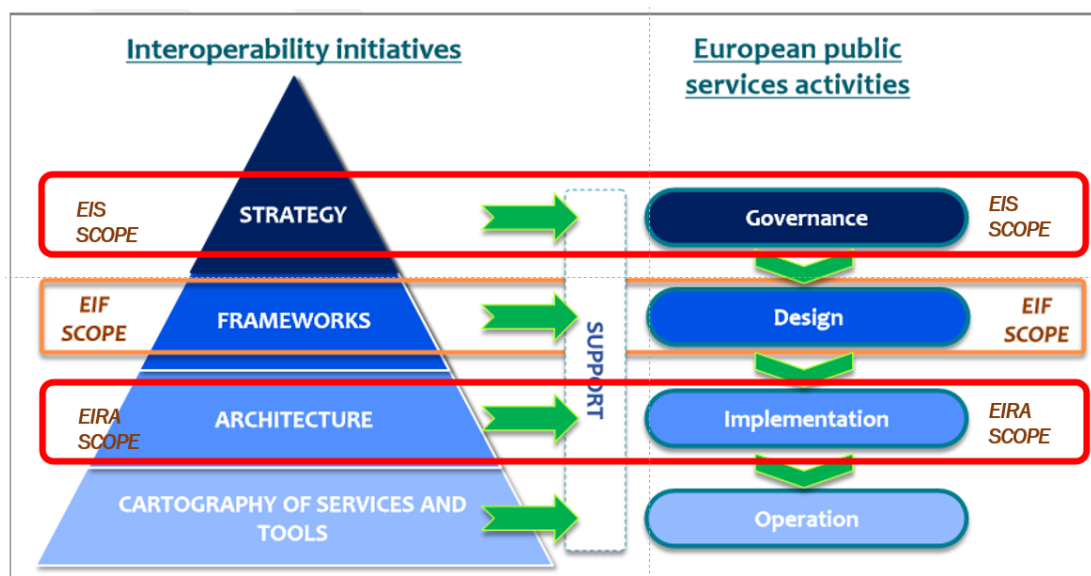 Interoperability initiatives
European public
services activities
EIS
SCOPE
STRATEGY
Governance
EIS
SCOPE
EIF
SCOPE
FRAMEWORKS
SUPPORT
Design
EIF
SCOPE
EIRA
SCOPE
ARCHITECTURE
Implementation
EIRA
SCOPE
CARTOGRAPHY OF SERVICES AND
TOOLS
Operation